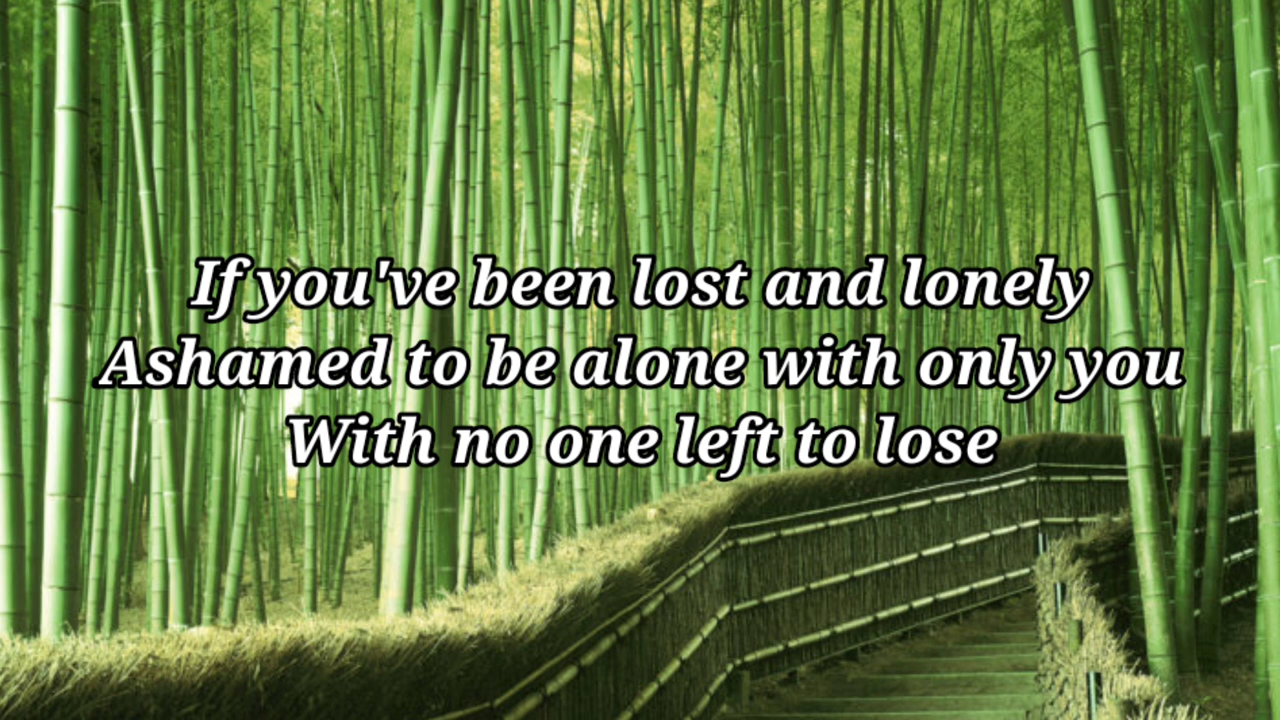 If you've been lost and lonely
Ashamed to be alone with only you
With no one left to lose